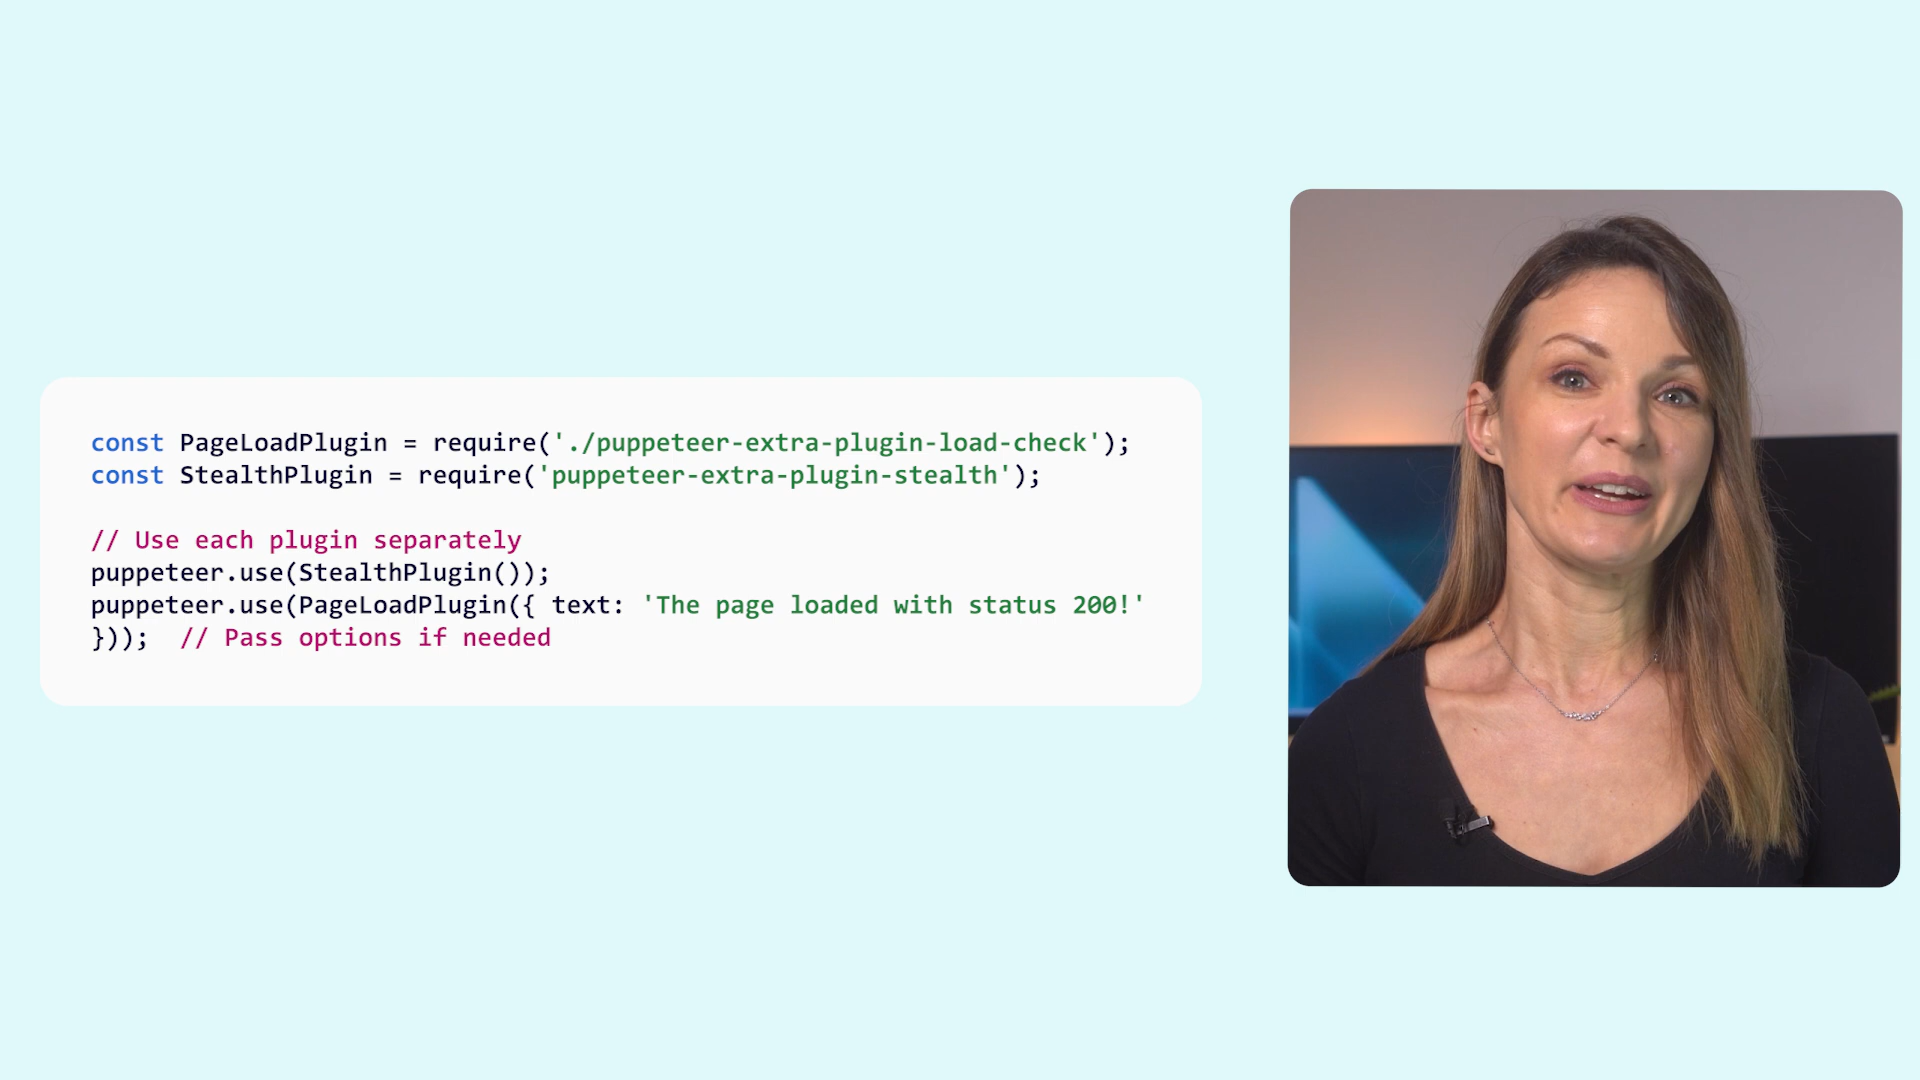 const PageLoadPlugin = require('./puppeteer-extra-plugin-load-check');
const StealthPlugin = require('puppeteer-extra-plugin-stealth');
// Use each plugin separately
puppeteer.use(StealthPlugin());
puppeteer.use(PageLoadPlugin({ text: 'The page loaded with status 200!'
})); // Pass options if needed